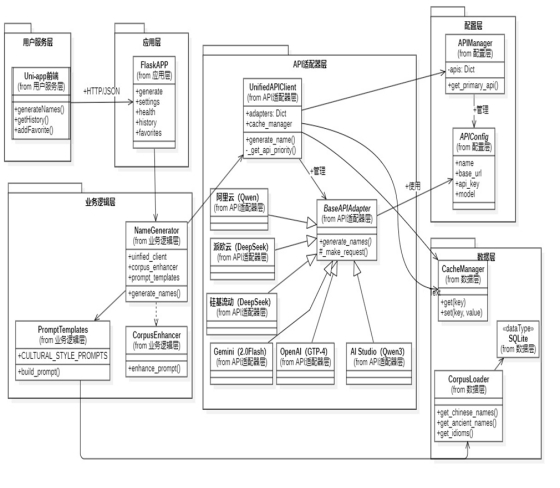 用户服务层
Uni-app前端
(from 用户服务层)
+generateNames()
+getHistory()
+addFavorite()
+HTTP/JSON
应用层
FlaskAPP
(from 应用层)
+generate
+settings
+health
+history
+favorites
API适配器层
UnifiedAPIClient
(from API适配器层)
+adapters: Dict
+cache_manager
+generate_name()
-_get_api_priority()
+管理
阿里云（Qwen）
(from API适配器层)
派欧云（DeepSeek）
(from API适配器层)
硅基流动（DeepSeek）
(from API适配器层)
BaseAPIAdapter
(from API适配器层)
+generate_names()
#_make_request()
+使用
Gemini（2.0Flash）
(from API适配器层)
OpenAI（GTP-4）
(from API适配器层)
AI Studio（Qwen3）
(from API适配器层)
配置层
APIManager
(from 配置层)
-apis: Dict
+get_primary_api()
+管理
APIConfig
(from 配置层)
+name
+base_url
+api_key
+model
业务逻辑层
NameGenerator
(from 业务逻辑层)
+uinified_client
+corpus_enhancer
+prompt_templates
+generate_names()
PromptTemplates
(from 业务逻辑层)
+CULTURAL_STYLE_PROMPTS
+build_prompt()
CorpusEnhancer
(from 业务逻辑层)
+enhance_prompt()
数据层
CacheManager
(from 数据层)
+get(key)
+set(key, value)
«dataType»
SQLite
(from 数据层)
CorpusLoader
(from 数据层)
+get_chinese_names()
+get_ancient_names()
+get_idioms()